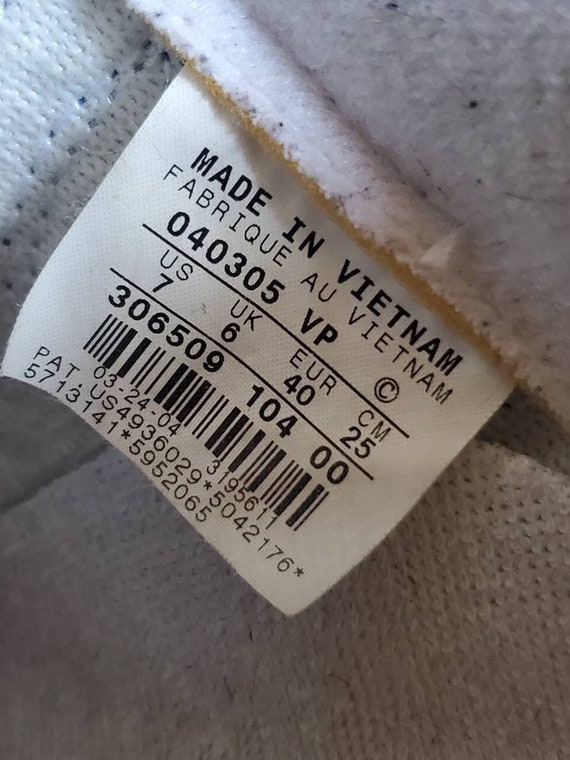 MADE IN VIETNAM
FABRIQUE AU VIETNAM
040305 VP ©
US UK EUR CM
7 6 40 25
306509 104 00
03-24-04 3195611
PAT. US4936029*5042176*
5713141*5952065